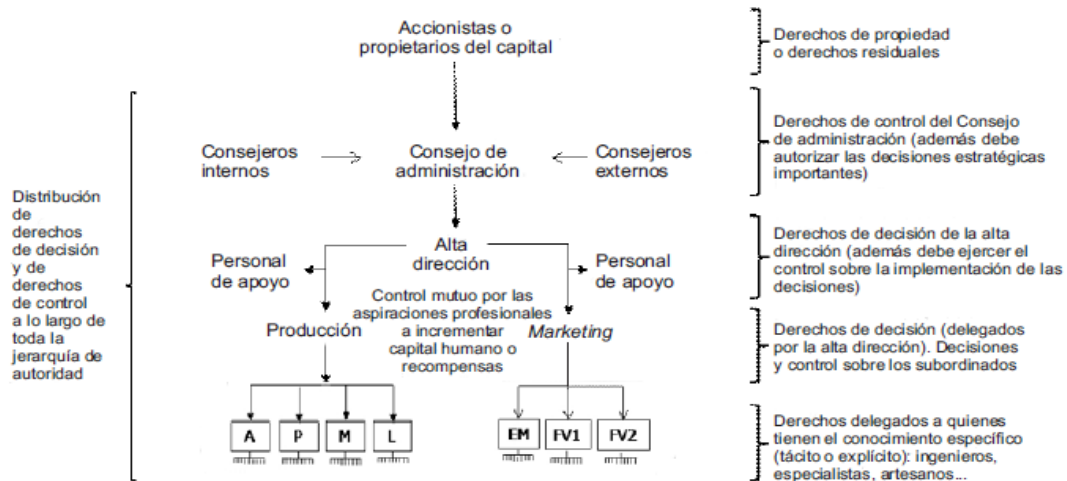 Accionistas o
propietarios del capital
Derechos de propiedad
o derechos residuales
Distribución
de
derechos
de decisión
y de
derechos
de control
a lo largo de
toda la
jerarquía de
autoridad
Consejeros
internos
Consejo de
administración
Consejeros
externos
Derechos de control del Consejo
de administración (además debe
autorizar las decisiones estratégicas
importantes)
Alta
dirección
Personal
de apoyo
Personal
de apoyo
Derechos de decisión de la alta
dirección (además debe ejercer el
control sobre la implementación de las
decisiones)
Control mutuo por las
aspiraciones profesionales
a incrementar
capital humano o
recompensas
Producción
Marketing
Derechos de decisión (delegados
por la alta dirección). Decisiones
y control sobre los subordinados
A
P
M
L
EM
FV1
FV2
Derechos delegados a quienes
tienen el conocimiento específico
(tácito o explícito): ingenieros,
especialistas, artesanos...